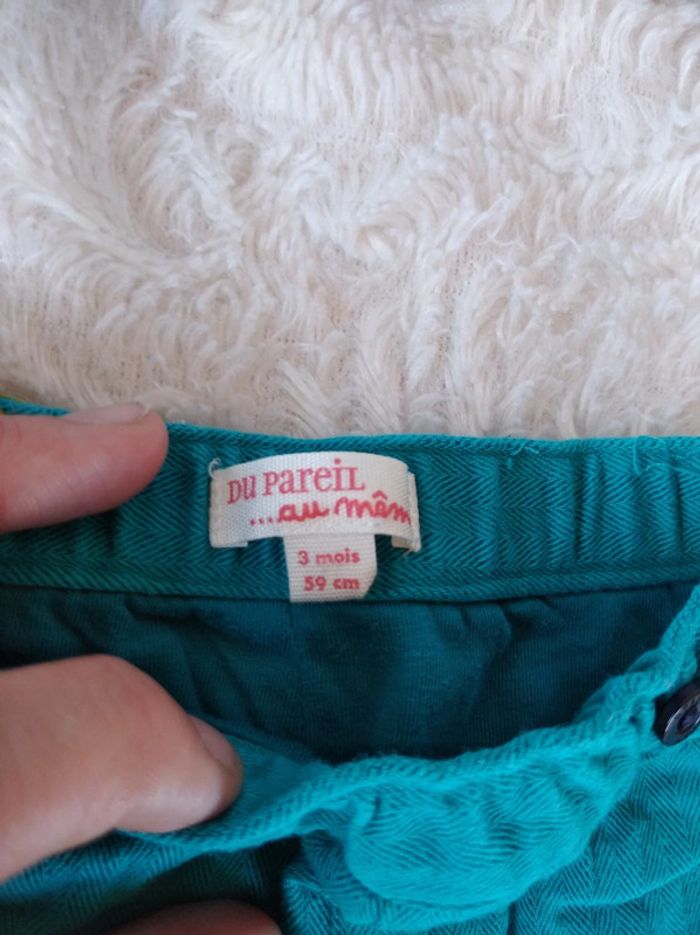 DU PareiL
...au mêm
3 mois
59 cm